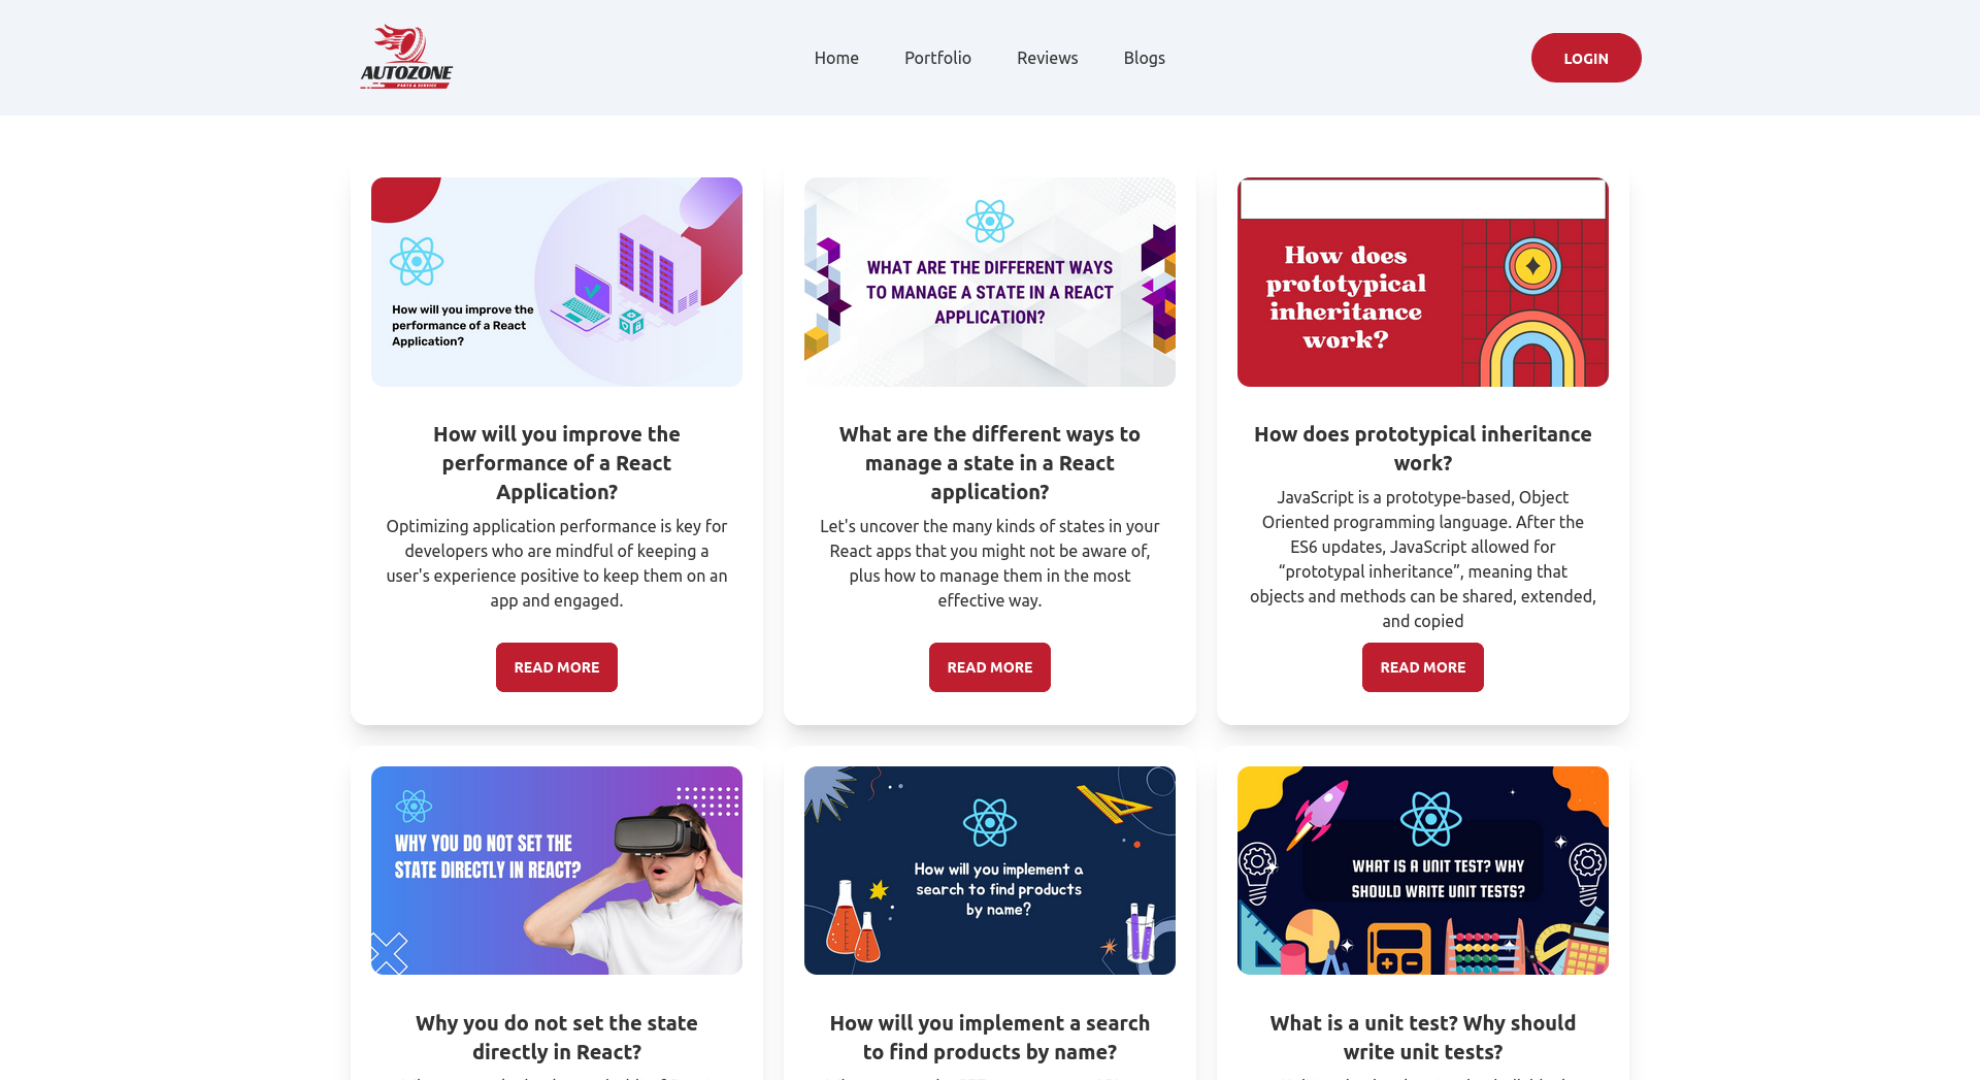 AUTOZONE
PARTS & SERVICE
Home
Portfolio
Reviews
Blogs
LOGIN
How will you improve the
performance of a React
Application?
WHAT ARE THE DIFFERENT WAYS
TO MANAGE A STATE IN A REACT
APPLICATION?
How does
prototypical
inheritance
work?
How will you improve the
performance of a React
Application?
Optimizing application performance is key for
developers who are mindful of keeping a
user's experience positive to keep them on an
app and engaged.
READ MORE
What are the different ways to
manage a state in a React
application?
Let's uncover the many kinds of states in your
React apps that you might not be aware of,
plus how to manage them in the most
effective way.
READ MORE
How does prototypical inheritance
work?
JavaScript is a prototype-based, Object
Oriented programming language. After the
ES6 updates, JavaScript allowed for
“prototypal inheritance”, meaning that
objects and methods can be shared, extended,
and copied
READ MORE
WHY YOU DO NOT SET THE
STATE DIRECTLY IN REACT?
How will you implement a
search to find products
by name?
WHAT IS A UNIT TEST? WHY
SHOULD WRITE UNIT TESTS?
Why you do not set the state
directly in React?
How will you implement a search
to find products by name?
What is a unit test? Why should
write unit tests?